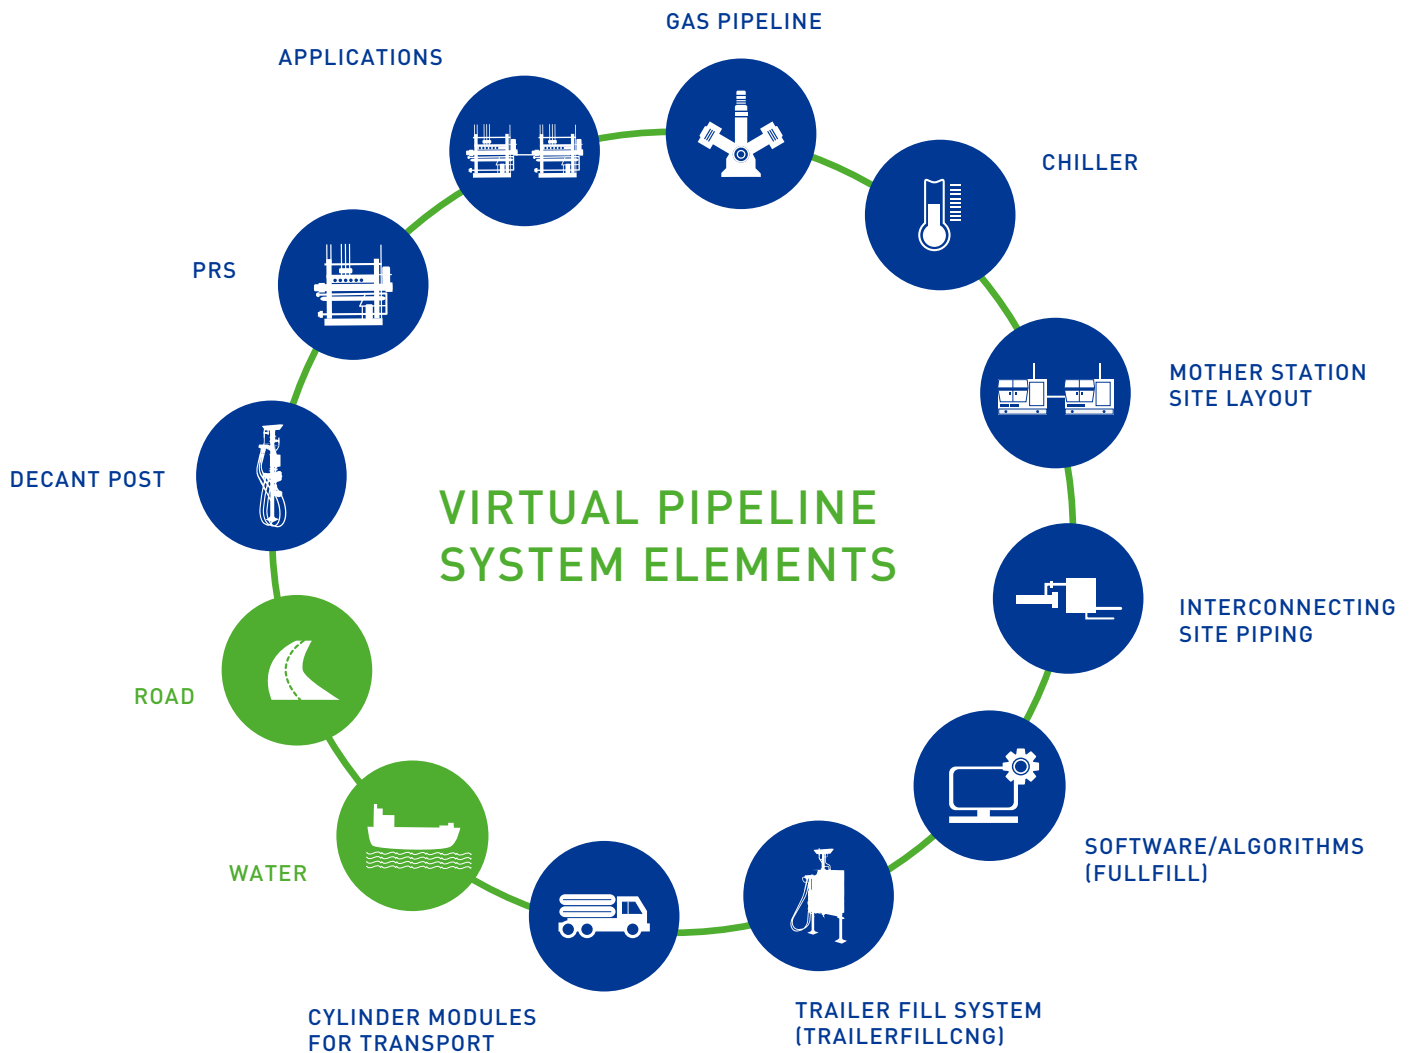 GAS PIPELINE
APPLICATIONS
CHILLER
PRS
MOTHER STATION
SITE LAYOUT
DECANT POST
VIRTUAL PIPELINE
SYSTEM ELEMENTS
INTERCONNECTING
SITE PIPING
ROAD
SOFTWARE/ALGORITHMS
(FULLFILL)
WATER
TRAILER FILL SYSTEM
(TRAILERFILLCNG)
CYLINDER MODULES
FOR TRANSPORT